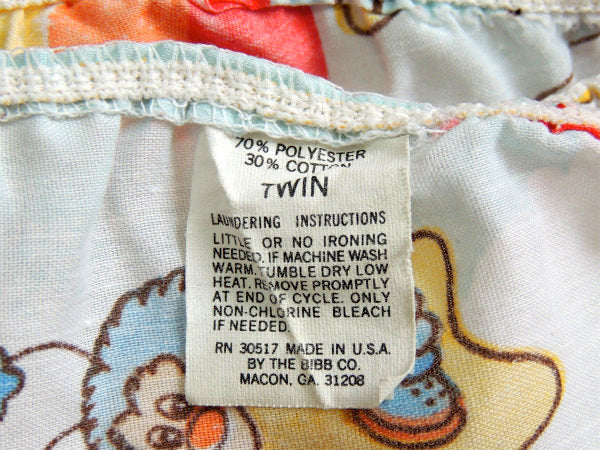 70% POLYESTER
30% COTTON
TWIN
LAUNDERING INSTRUCTIONS
LITTLE OR NO IRONING
NEEDED. IF MACHINE WASH
WARM. TUMBLE DRY LOW
HEAT. REMOVE PROMPTLY
AT END OF CYCLE. ONLY
NON-CHLORINE BLEACH
IF NEEDED.
RN 30517 MADE IN U.S.A.
BY THE BIBB CO.
MACON, GA. 31208